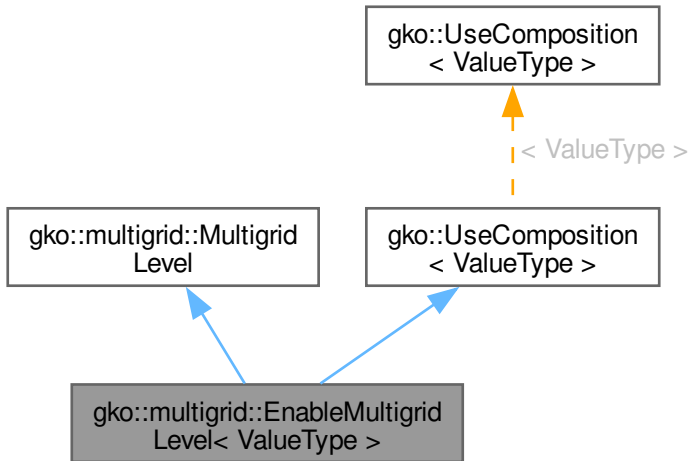 gko::UseComposition
< ValueType >
< ValueType >
gko::multigrid::Multigrid
Level
gko::UseComposition
< ValueType >
gko::multigrid::EnableMultigrid
Level< ValueType >